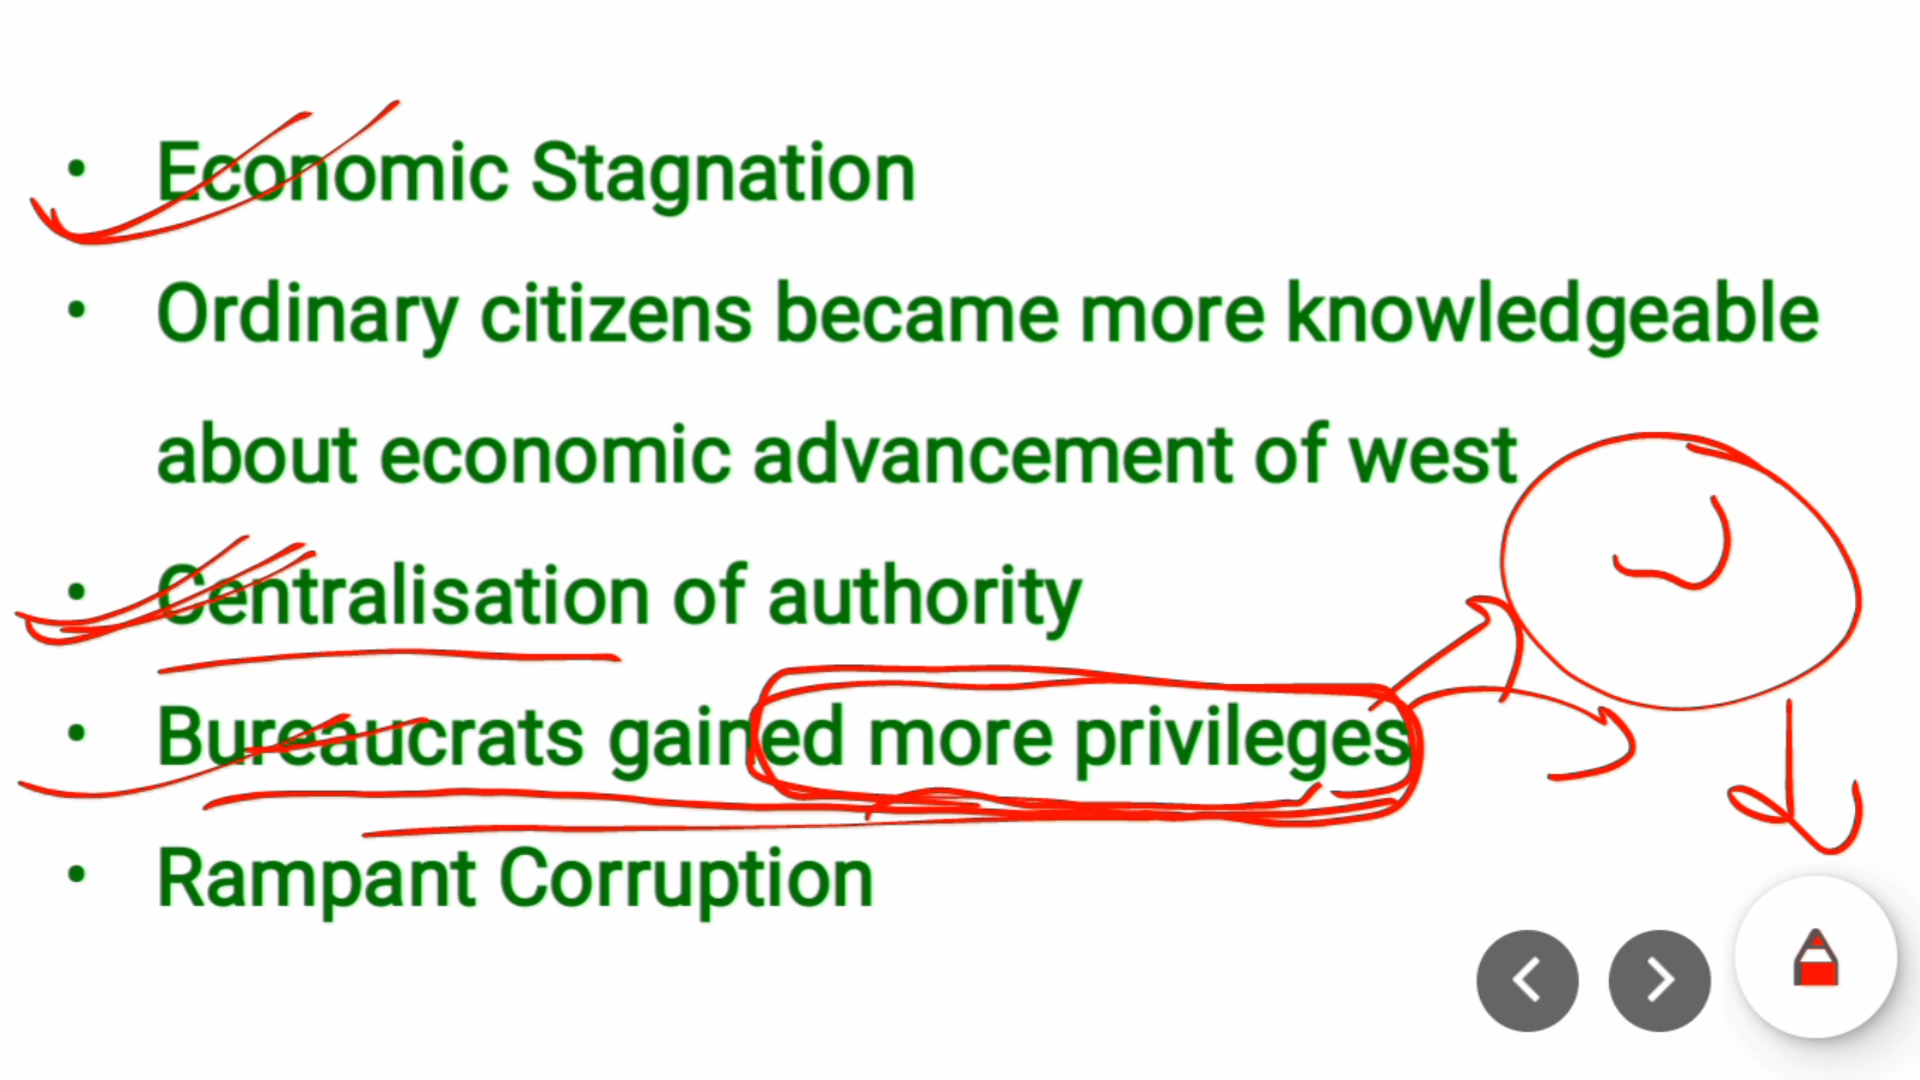 • Economic Stagnation
• Ordinary citizens became more knowledgeable
about economic advancement of west
• Centralisation of authority
• Bureaucrats gained more privileges
• Rampant Corruption